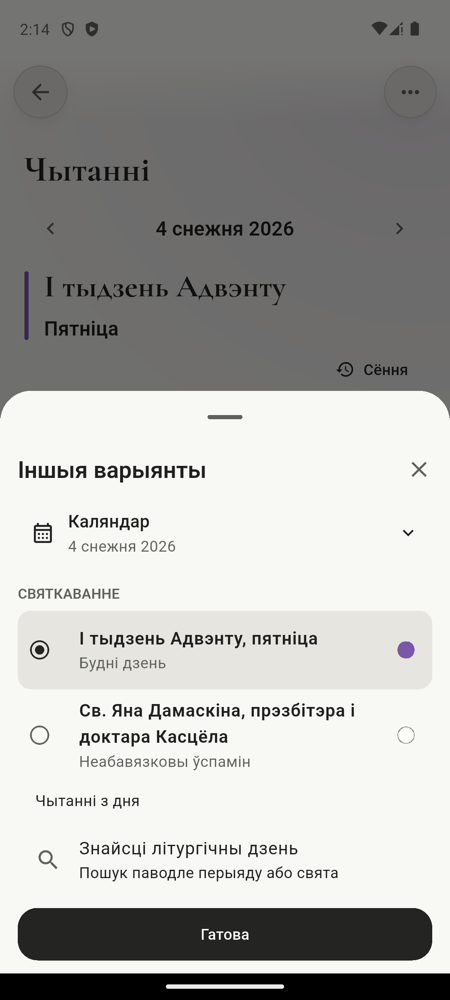 2:14
Чытанні
4 снежня 2026
I тыдзень Адвэнту
Пятніца
Сёння
Іншыя варыянты
Каляндар
4 снежня 2026
СВЯТКАВАННЕ
I тыдзень Адвэнту, пятніца
Будні дзень
Св. Яна Дамаскіна, прэзбітэра і
доктара Касцёла
Неабавязковы ўспамін
Чытанні з дня
Знайсці літургічны дзень
Пошук паводле перыяду або свята
Гатова